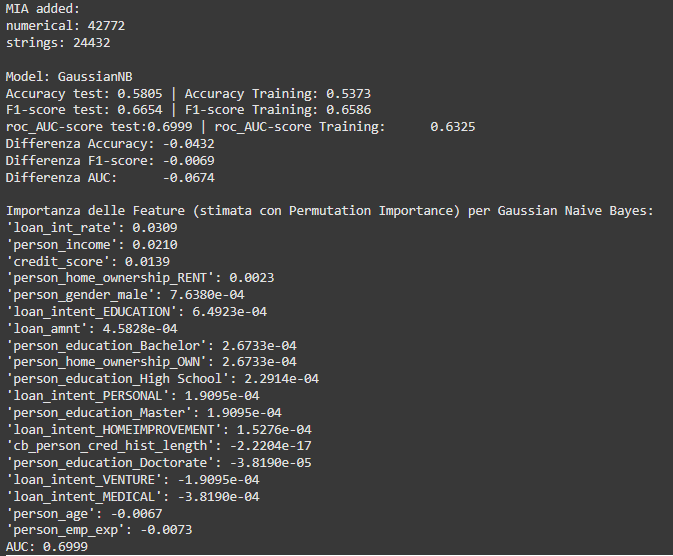 MIA added:
numerical: 42772
strings: 24432
Model: GaussianNB
Accuracy test: 0.5805 | Accuracy Training: 0.5373
F1-score test: 0.6654 | F1-score Training: 0.6586
roc_AUC-score test:0.6999 | roc_AUC-score Training: 0.6325
Differenza Accuracy: -0.0432
Differenza F1-score: -0.0069
Differenza AUC: -0.0674
Importanza delle Feature (stimata con Permutation Importance) per Gaussian Naive Bayes:
'loan_int_rate': 0.0309
'person_income': 0.0210
'credit_score': 0.0139
'person_home_ownership_RENT': 0.0023
'person_gender_male': 7.6380e-04
'loan_intent_EDUCATION': 6.4923e-04
'loan_amnt': 4.5828e-04
'person_education_Bachelor': 2.6733e-04
'person_home_ownership_OWN': 2.6733e-04
'person_education_High School': 2.2914e-04
'loan_intent_PERSONAL': 1.9095e-04
'person_education_Master': 1.9095e-04
'loan_intent_HOMEIMPROVEMENT': 1.5276e-04
'cb_person_cred_hist_length': -2.2204e-17
'person_education_Doctorate': -3.8190e-05
'loan_intent_VENTURE': -1.9095e-04
'loan_intent_MEDICAL': -3.8190e-04
'person_age': -0.0067
'person_emp_exp': -0.0073
AUC: 0.6999